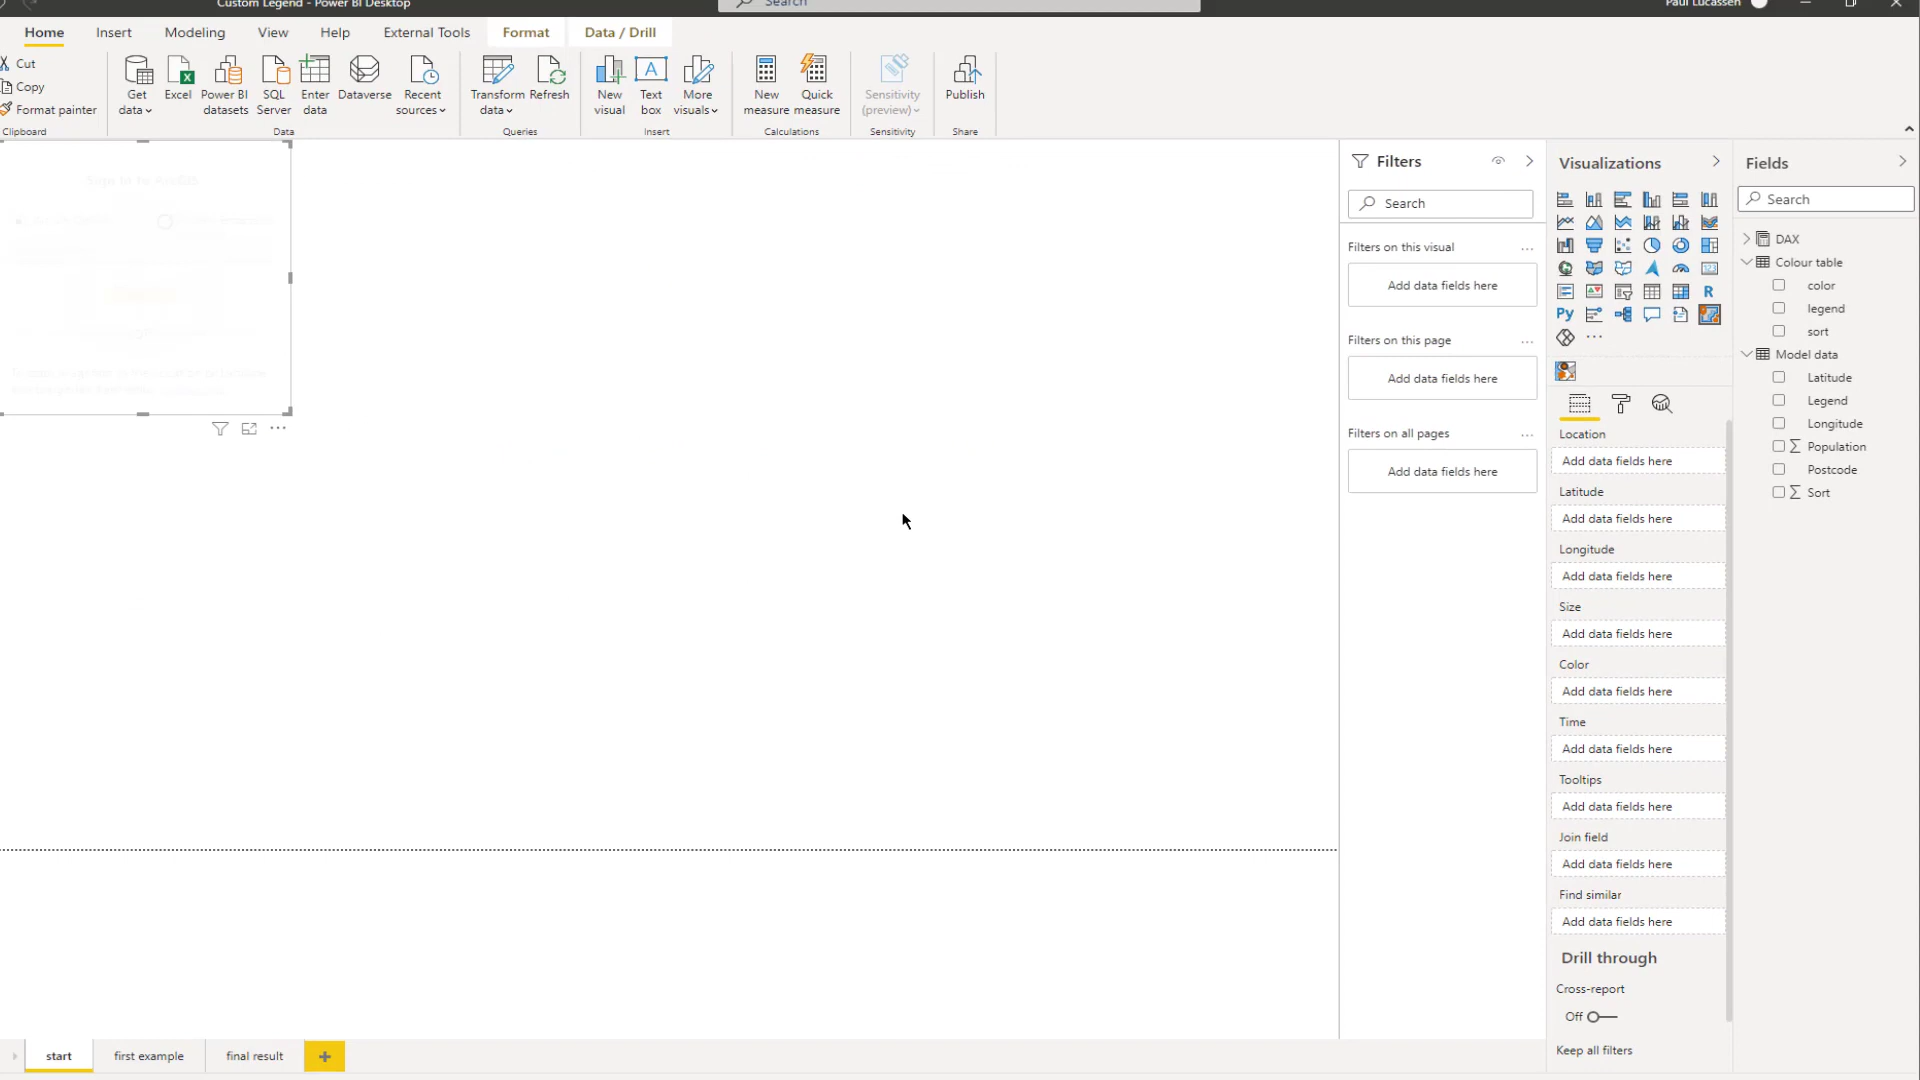 Custom Legend - Power BI Desktop
Search
Paul Lucassen
Home Insert Modeling View Help External Tools Format Data / Drill
Cut
Copy
Format painter
Clipboard
Get data
Excel
Power BI datasets
SQL Server
Enter data
Dataverse
Recent sources
Data
Transform data
Refresh
Queries
New visual
Text box
More visuals
Insert
New measure
Quick measure
Calculations
Sensitivity (preview)
Sensitivity
Publish
Share
Filters
Search
Filters on this visual ...
Add data fields here
Filters on this page ...
Add data fields here
Filters on all pages ...
Add data fields here
Visualizations
R
Py
...
Location
Add data fields here
Latitude
Add data fields here
Longitude
Add data fields here
Size
Add data fields here
Color
Add data fields here
Time
Add data fields here
Tooltips
Add data fields here
Join field
Add data fields here
Find similar
Add data fields here
Drill through
Cross-report
Off
Keep all filters
Fields
Search
DAX
Colour table
color
legend
sort
Model data
Latitude
Legend
Longitude
Σ Population
Postcode
Σ Sort
start first example final result +